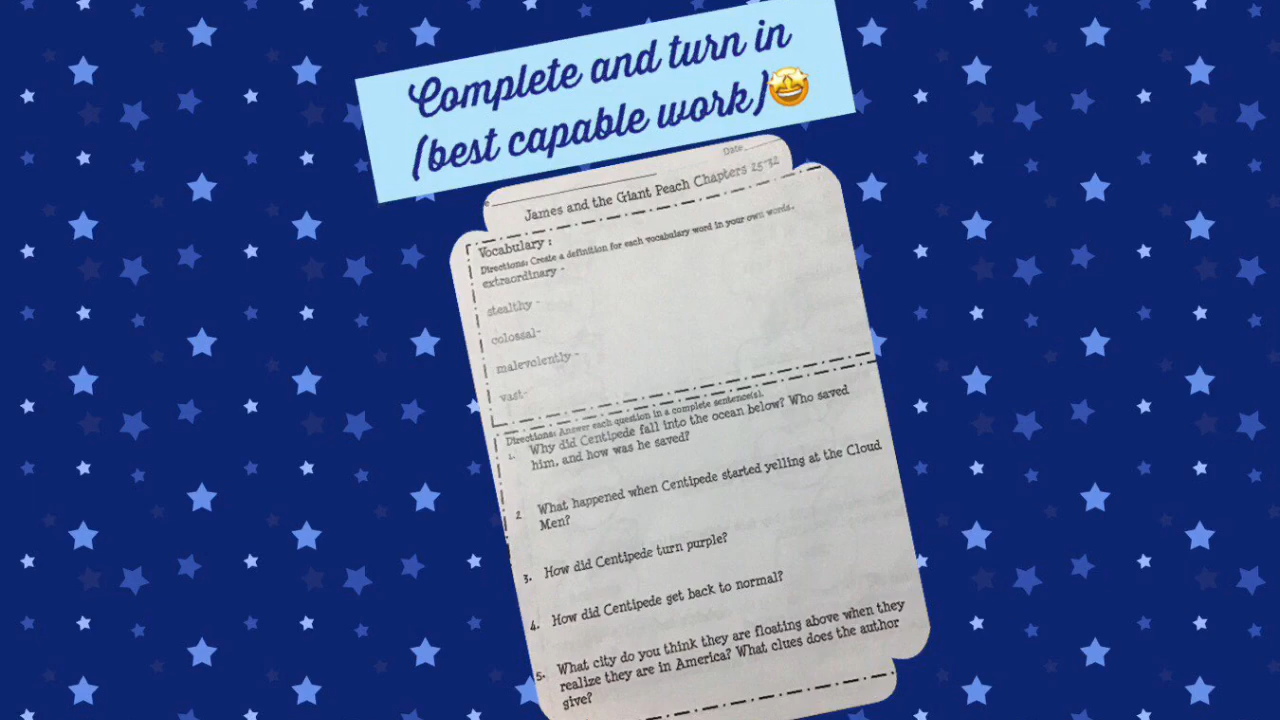 Complete and turn in
(best capable work)🤩
Date
James and the Giant Peach Chapters 25-32
Vocabulary :
Directions: Create a definition for each vocabulary word in your own words.
extraordinary -
stealthy -
colossal-
malevolently -
vast-
Directions: Answer each question in a complete sentence(s).
1. Why did Centipede fall into the ocean below? Who saved
him, and how was he saved?
2. What happened when Centipede started yelling at the Cloud
Men?
3. How did Centipede turn purple?
4. How did Centipede get back to normal?
5. What city do you think they are floating above when they
realize they are in America? What clues does the author
give?